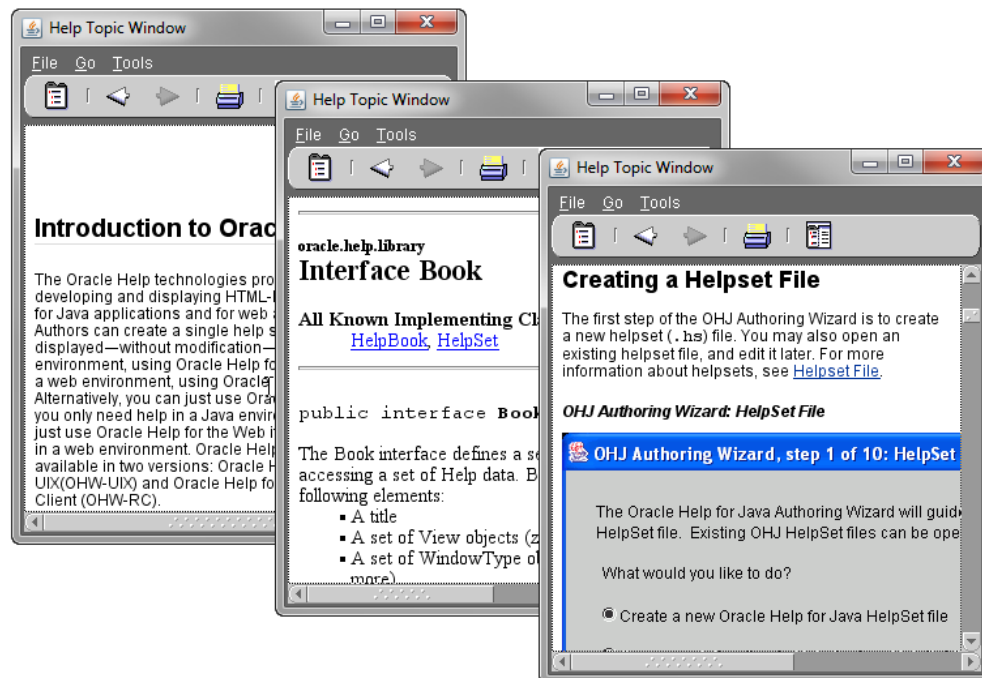 Help Topic Window
File Go Tools
Introduction to Orac
The Oracle Help technologies pro
developing and displaying HTML-
for Java applications and for web
Authors can create a single help s
displayed—without modification—
environment, using Oracle Help fo
a web environment, using Oracle
Alternatively, you can just use Ora
you only need help in a Java envir
just use Oracle Help for the Web i
in a web environment. Oracle Help
available in two versions: Oracle H
UIX(OHW-UIX) and Oracle Help fo
Client (OHW-RC).
Help Topic Window
File Go Tools
oracle.help.library
Interface Book
All Known Implementing Cl
HelpBook, HelpSet
public interface Book
The Book interface defines a se
accessing a set of Help data. B
following elements:
▪ A title
▪ A set of View objects (z
▪ A set of WindowType ob
more)
Help Topic Window
File Go Tools
Creating a Helpset File
The first step of the OHJ Authoring Wizard is to create
a new helpset (.hs) file. You may also open an
existing helpset file, and edit it later. For more
information about helpsets, see Helpset File.
OHJ Authoring Wizard: HelpSet File
OHJ Authoring Wizard, step 1 of 10: HelpSet
The Oracle Help for Java Authoring Wizard will guid
HelpSet file. Existing OHJ HelpSet files can be ope
What would you like to do?
Create a new Oracle Help for Java HelpSet file